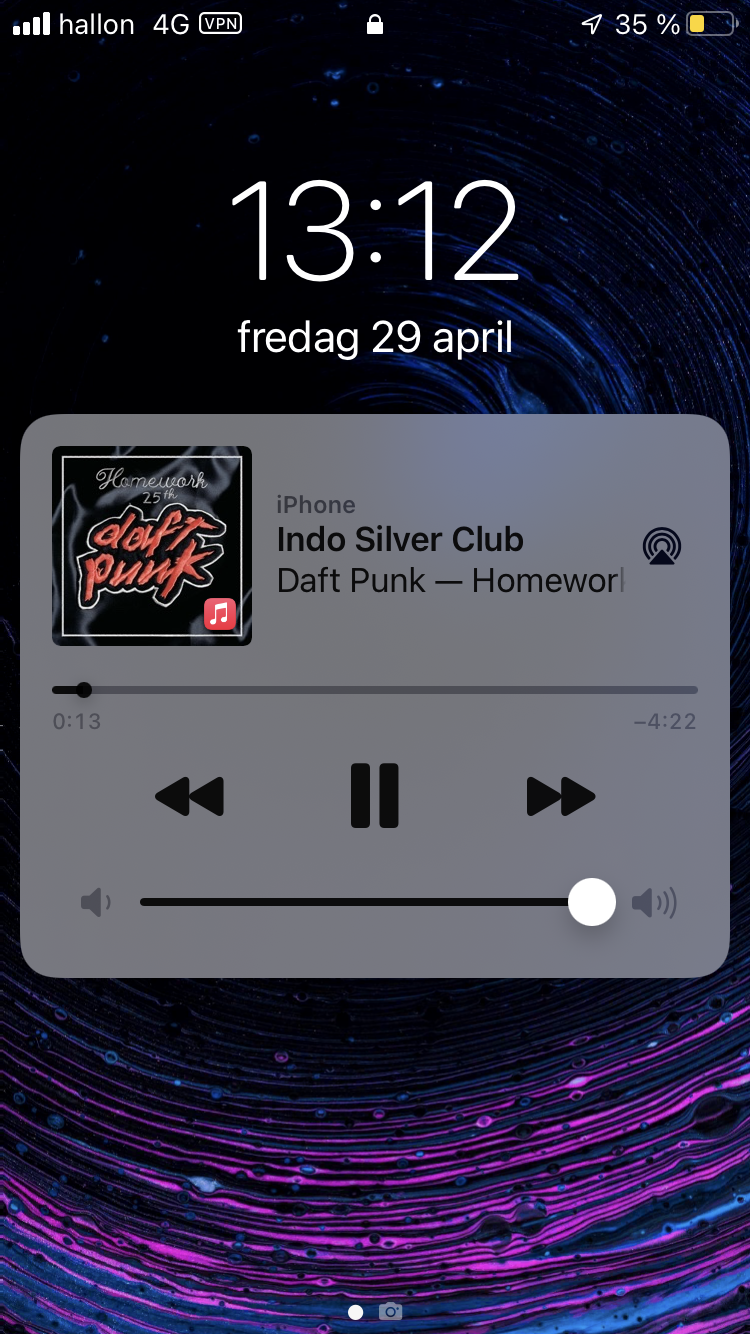 hallon 4G VPN 35 %
13:12
fredag 29 april
Homework
25th
daft
punk
iPhone
Indo Silver Club
Daft Punk — Homework
0:13 –4:22